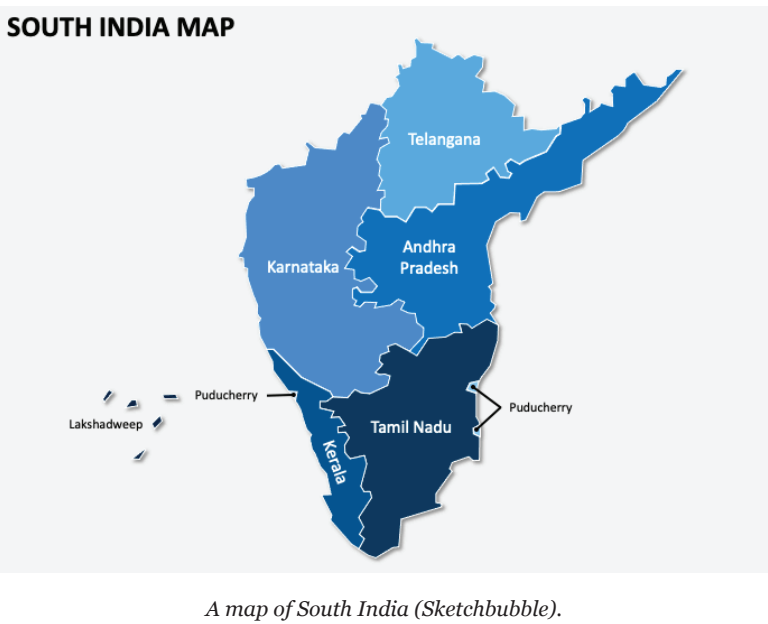 SOUTH INDIA MAP
Telangana
Andhra
Pradesh
Karnataka
Puducherry
Lakshadweep
Puducherry
Tamil Nadu
Kerala
A map of South India (Sketchbubble).